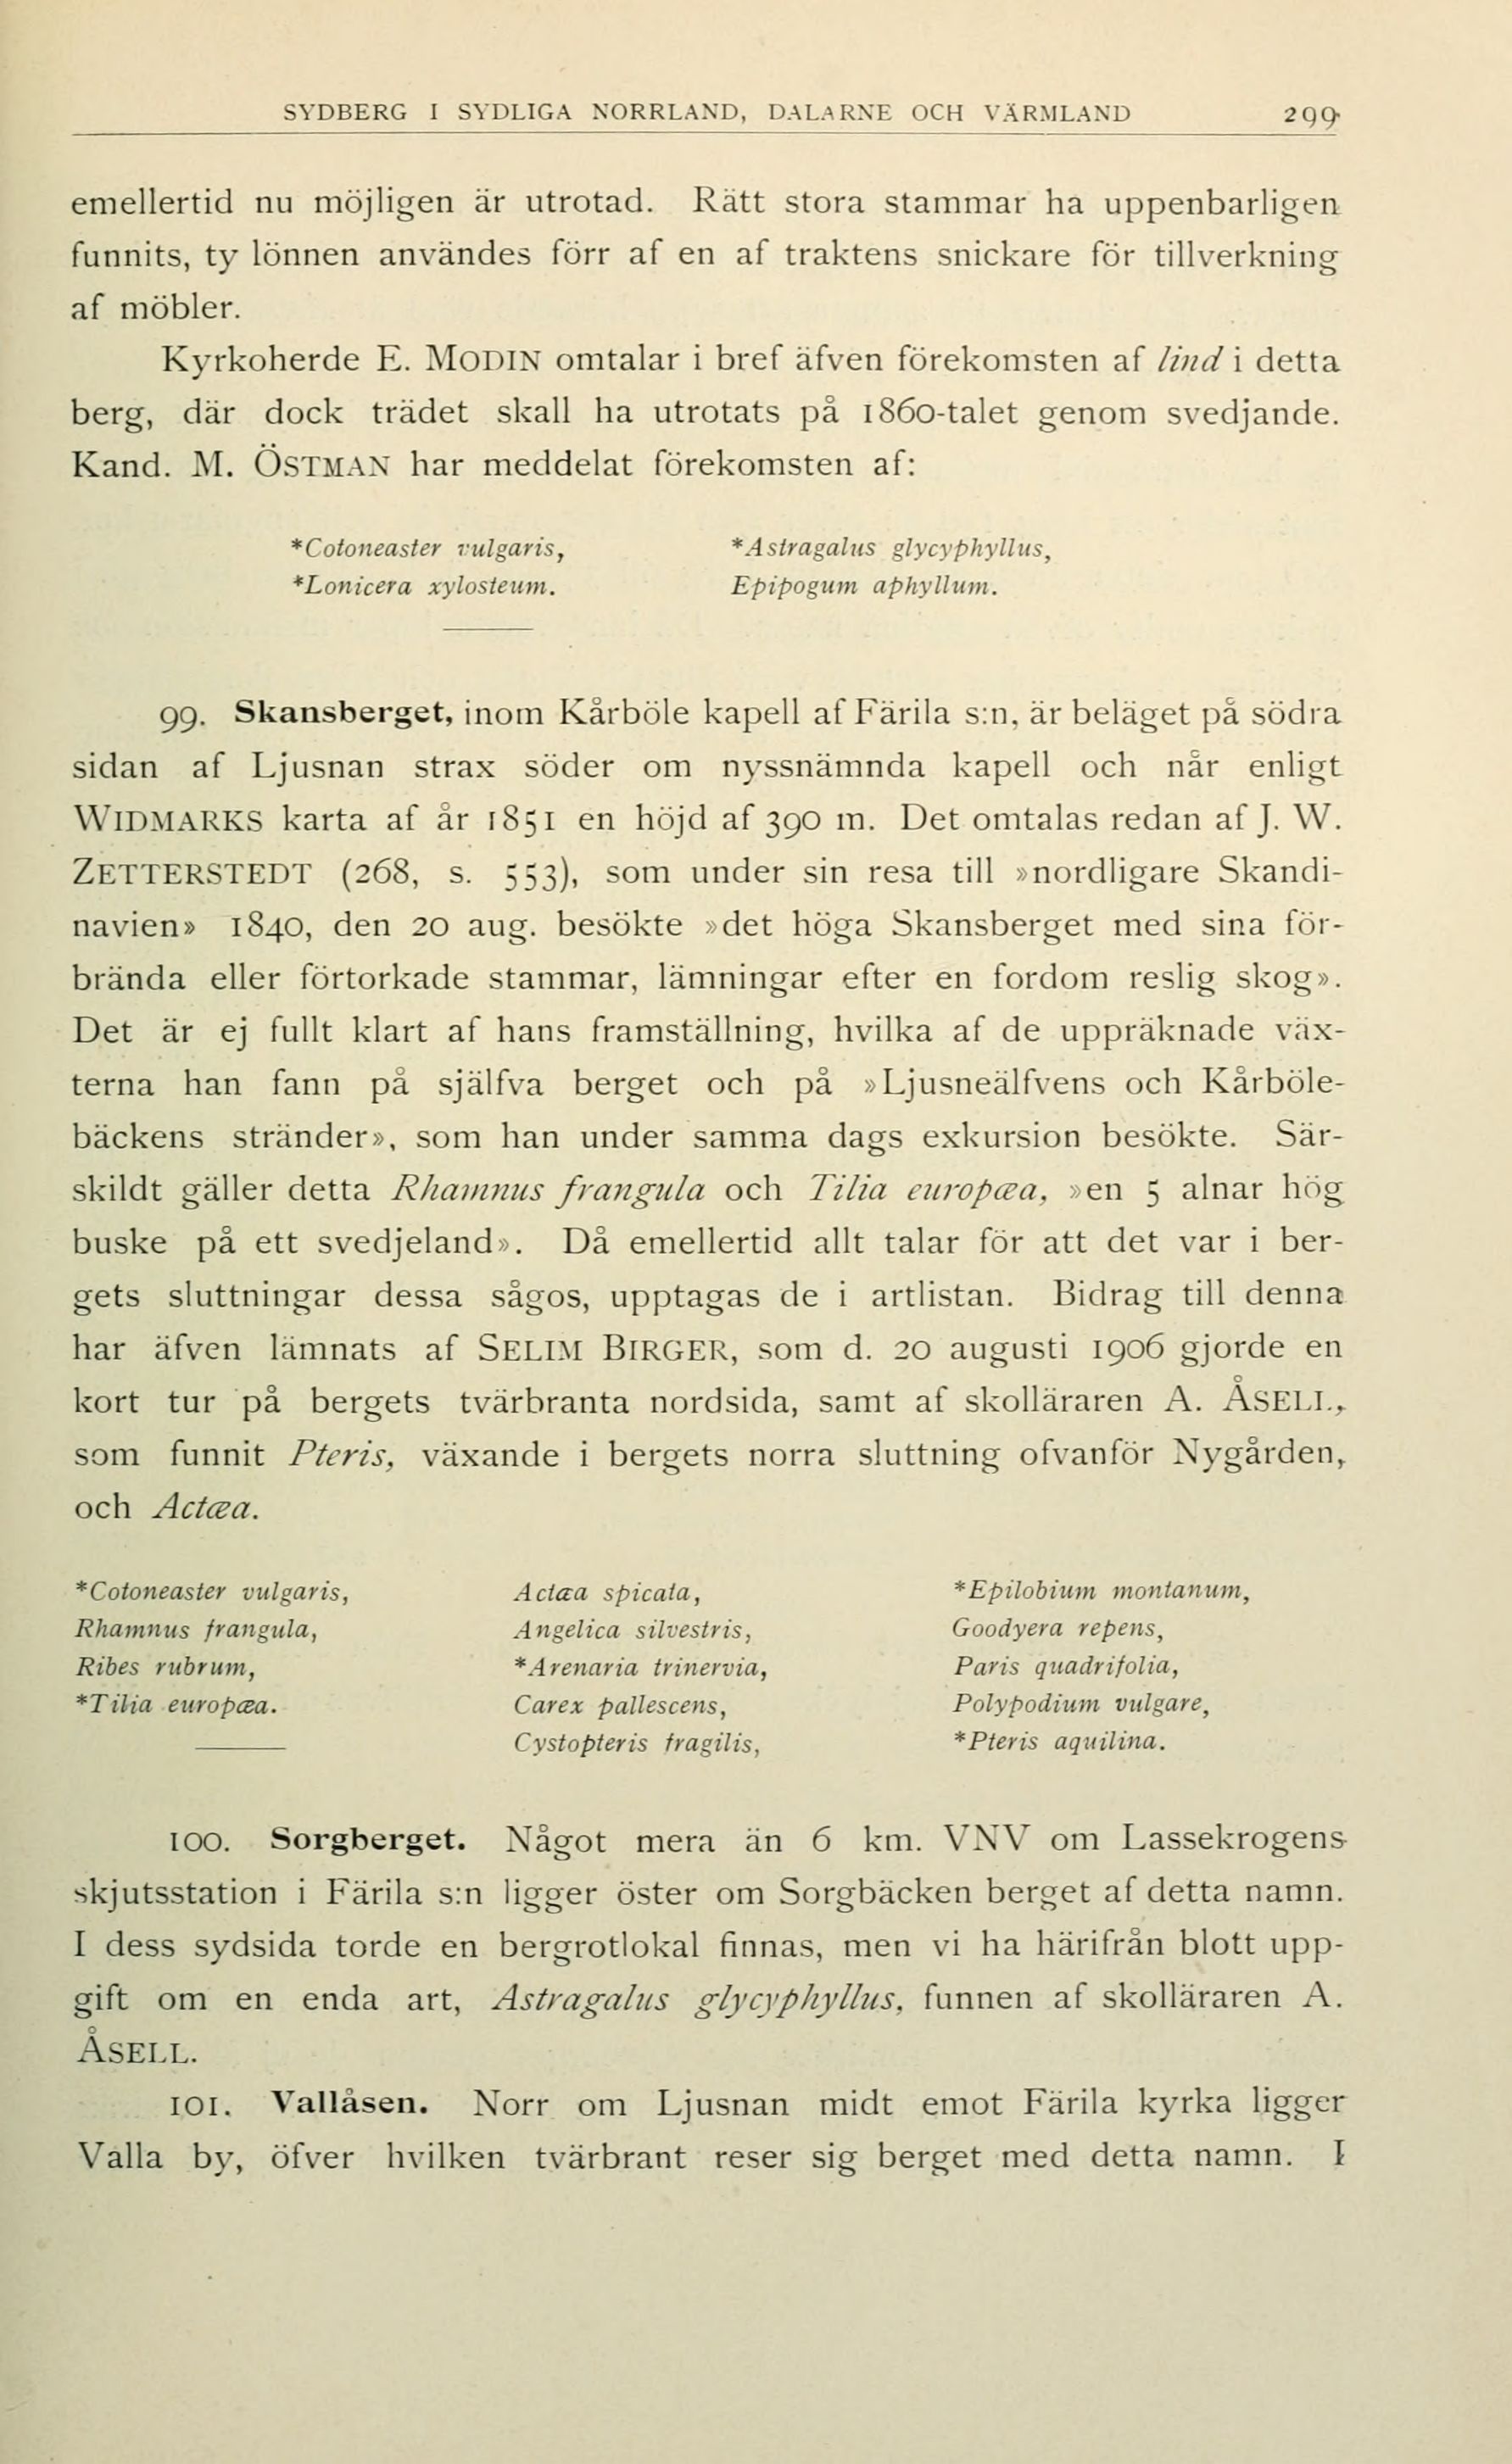 SYDBERG I SYDLIGA NORRLAND, DALARNE OCH VÄRMLAND 299
emellertid nu möjligen är utrotad. Rätt stora stammar ha uppenbarligen
funnits, ty lönnen användes förr af en af traktens snickare för tillverkning
af möbler.
Kyrkoherde E. MODIN omtalar i bref äfven förekomsten af lind i detta
berg, där dock trädet skall ha utrotats på 1860-talet genom svedjande.
Kand. M. ÖSTMAN har meddelat förekomsten af:
*Cotoneaster vulgaris, *Astragalus glycyphyllus,
*Lonicera xylosteum. Epipogum aphyllum.
99. Skansberget, inom Kårböle kapell af Färila s:n, är beläget på södra
sidan af Ljusnan strax söder om nyssnämnda kapell och når enligt
WIDMARKS karta af år 1851 en höjd af 390 m. Det omtalas redan af J. W.
ZETTERSTEDT (268, s. 553), som under sin resa till »nordligare Skandi-
navien» 1840, den 20 aug. besökte »det höga Skansberget med sina för-
brända eller förtorkade stammar, lämningar efter en fordom reslig skog».
Det är ej fullt klart af hans framställning, hvilka af de uppräknade väx-
terna han fann på själfva berget och på »Ljusneälfvens och Kårböle-
bäckens stränder», som han under samma dags exkursion besökte. Sär-
skildt gäller detta Rhamnus frangula och Tilia europæa, »en 5 alnar hög
buske på ett svedjeland». Då emellertid allt talar för att det var i ber-
gets sluttningar dessa sågos, upptagas de i artlistan. Bidrag till denna
har äfven lämnats af SELIM BIRGER, som d. 20 augusti 1906 gjorde en
kort tur på bergets tvärbranta nordsida, samt af skolläraren A. ÅSELL,
som funnit Pteris, växande i bergets norra sluttning ofvanför Nygården,
och Actæa.
*Cotoneaster vulgaris, Actæa spicata, *Epilobium montanum,
Rhamnus frangula, Angelica silvestris, Goodyera repens,
Ribes rubrum, *Arenaria trinervia, Paris quadrifolia,
*Tilia europæa. Carex pallescens, Polypodium vulgare,
Cystopteris fragilis, *Pteris aquilina.
100. Sorgberget. Något mera än 6 km. VNV om Lassekrogens
skjutsstation i Färila s:n ligger öster om Sorgbäcken berget af detta namn.
I dess sydsida torde en bergrotlokal finnas, men vi ha härifrån blott upp-
gift om en enda art, Astragalus glycyphyllus, funnen af skolläraren A.
ÅSELL.
101. Vallåsen. Norr om Ljusnan midt emot Färila kyrka ligger
Valla by, öfver hvilken tvärbrant reser sig berget med detta namn. I